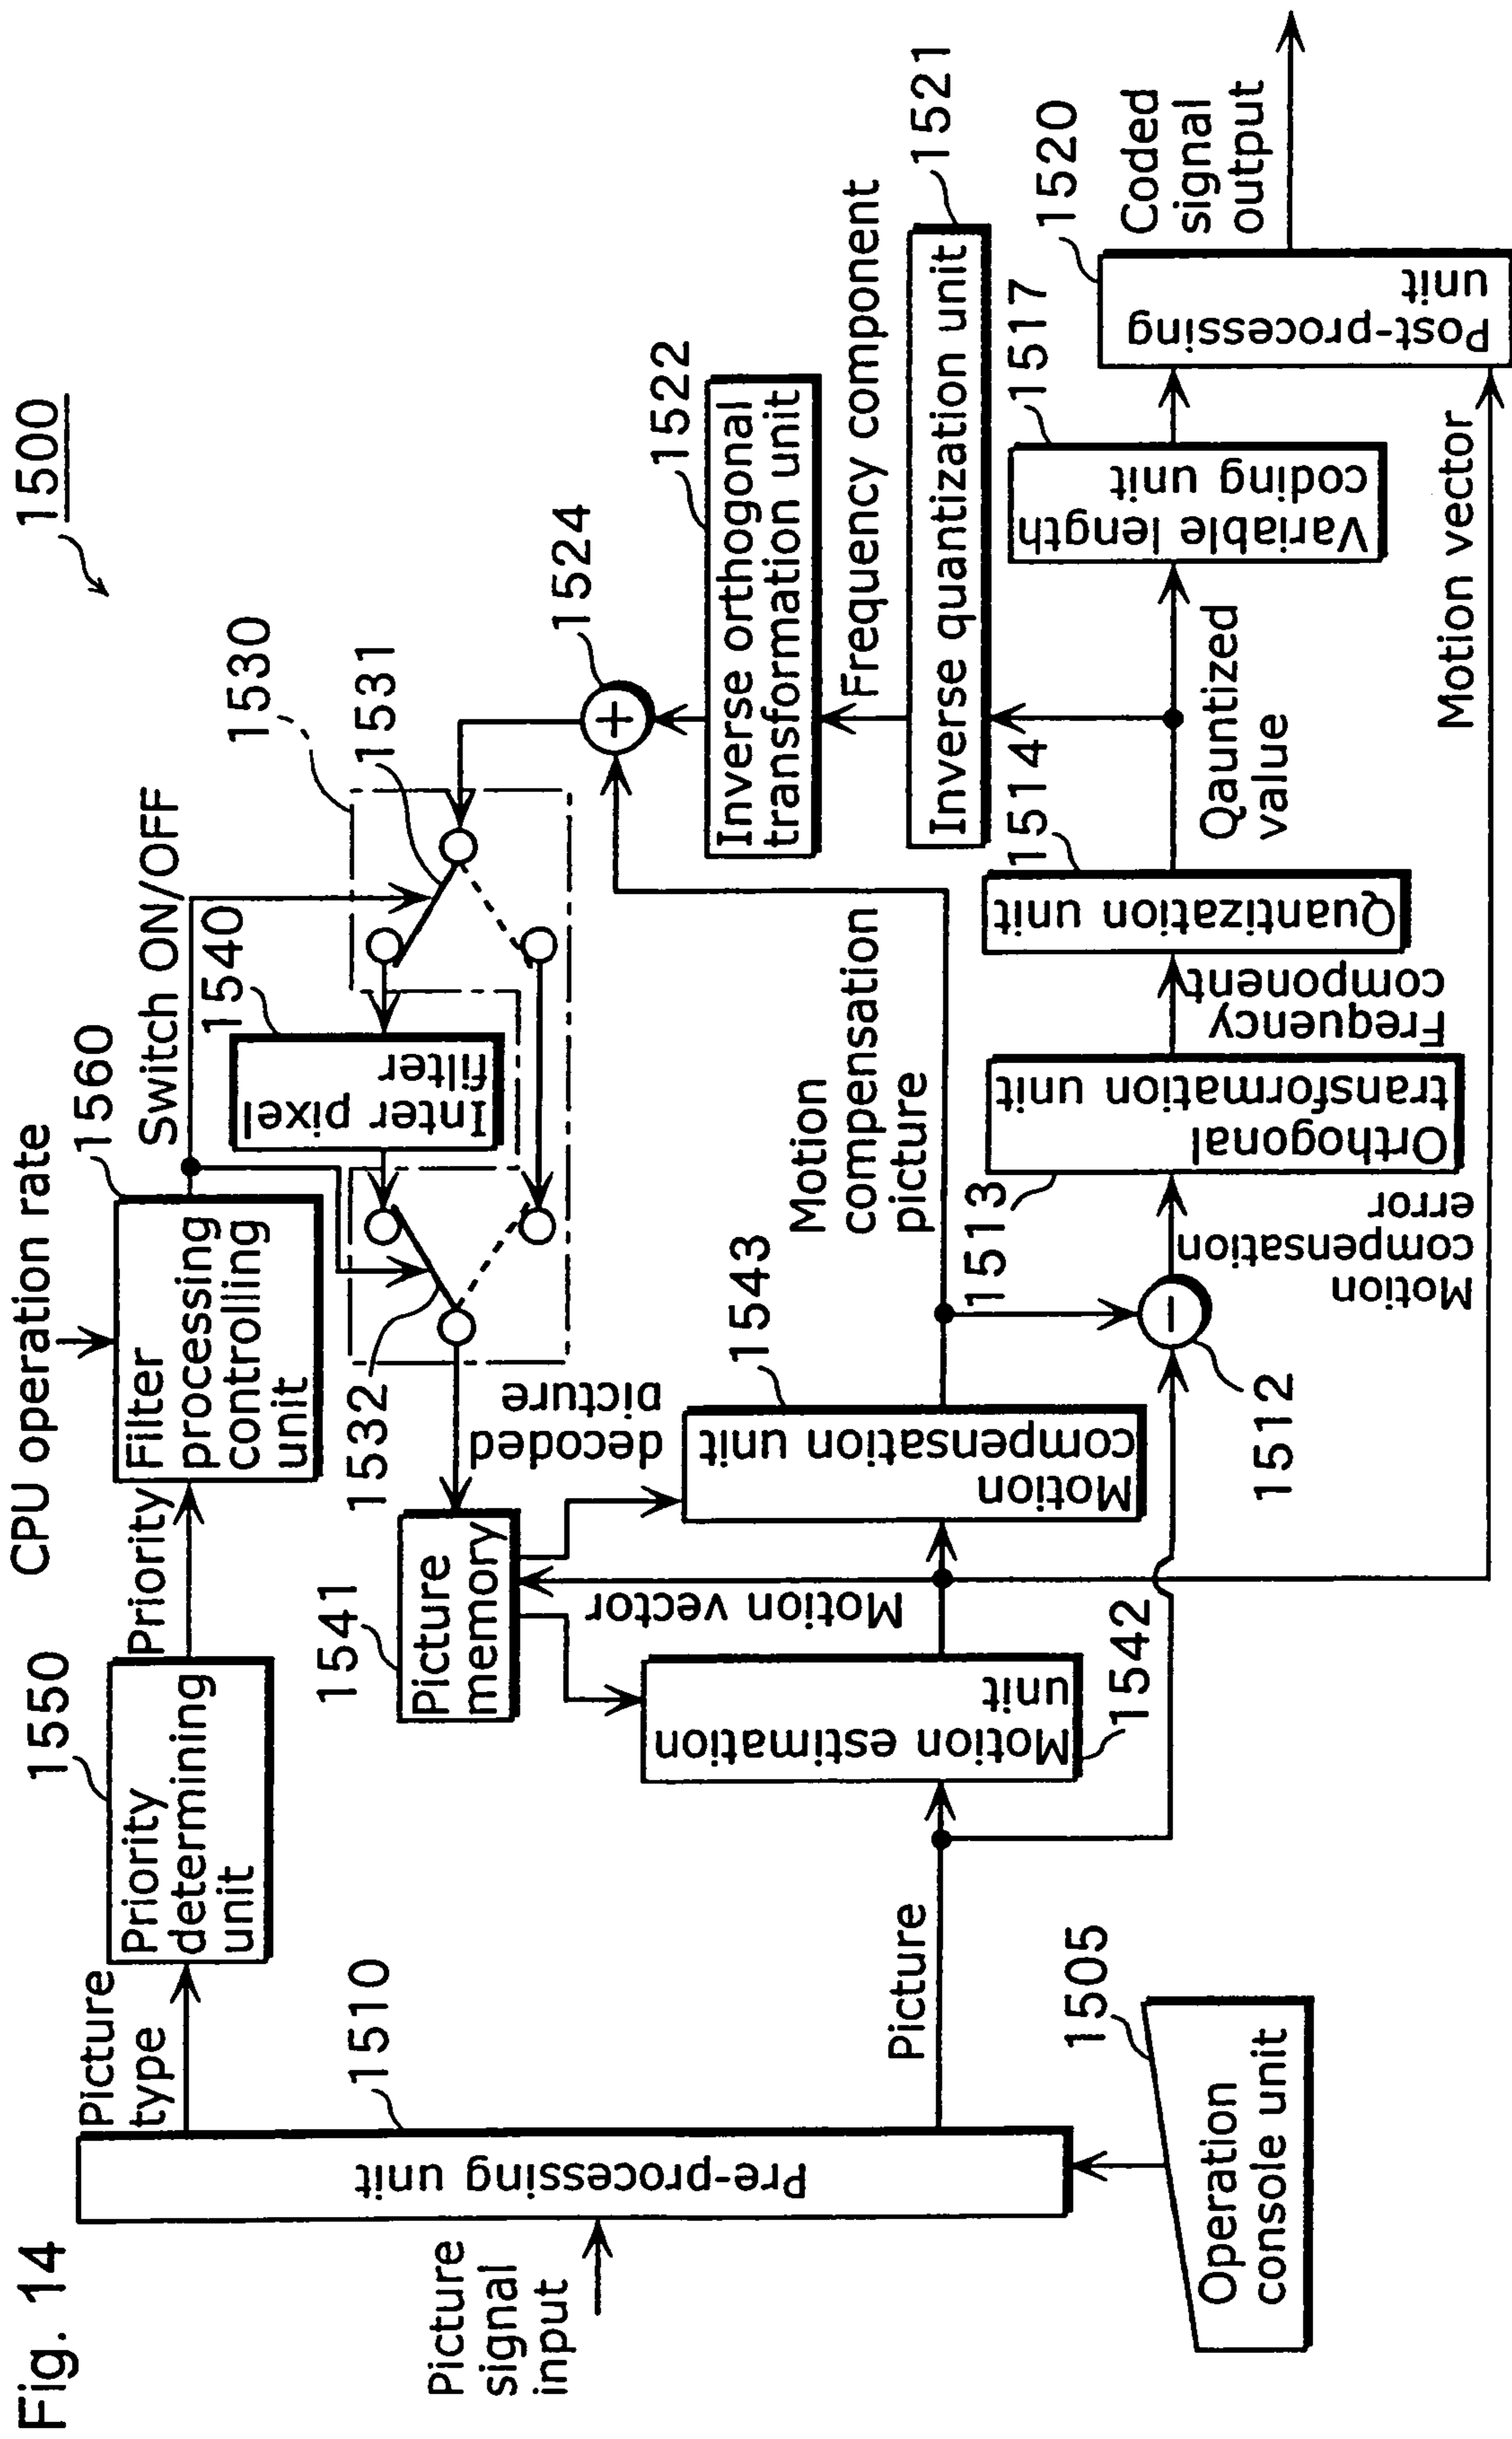 Fig. 14
1500
CPU operation rate
Picture
type
1550
Priority
determining
unit
Priority
1560
Filter
processing
controlling
unit
Switch ON/OFF
1540
Inter pixel
filter
1530
1531
1532
1524
1541
Picture
memory
decoded
picture
1510
Pre-processing unit
Picture
signal
input
Picture
Motion vector
Motion estimation
unit
1542
1543
Motion
compensation unit
Motion
compensation
picture
1522
Inverse orthogonal
transformation unit
Frequency component
1521
Inverse quantization unit
1505
Operation
console unit
1512
Motion
compensation
error
1513
Orthogonal
transformation unit
Frequency
component
1514
Quantization unit
Qauntized
value
1517
Variable length
coding unit
1520
Post-processing
unit
Coded
signal
output
Motion vector